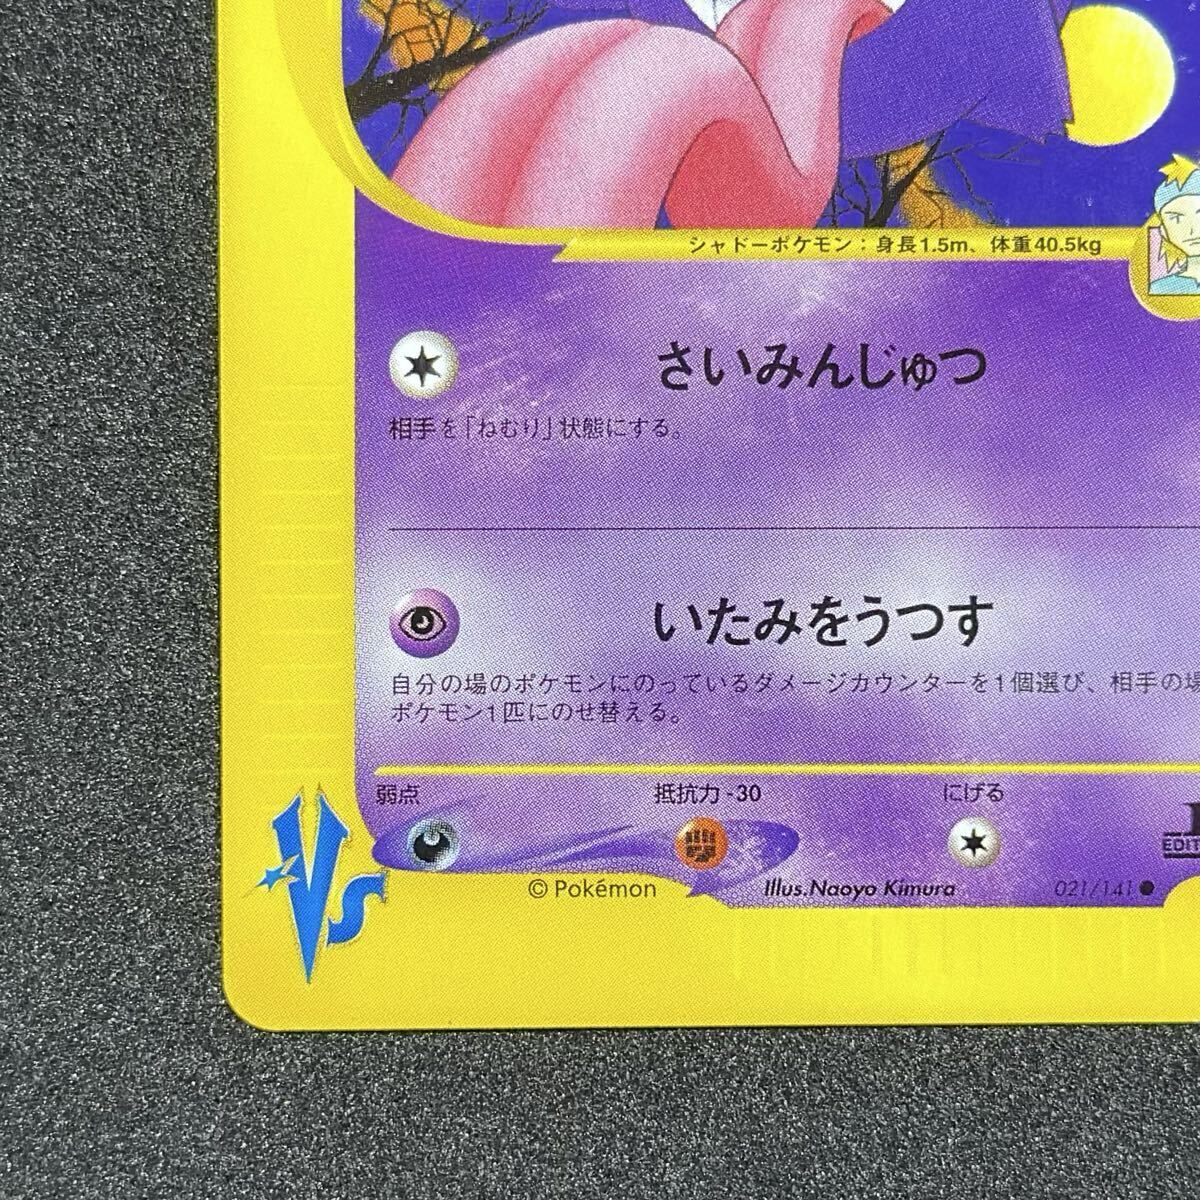 シャドーポケモン：身長1.5m、体重40.5kg
さいみんじゅつ
相手を「ねむり」状態にする。
いたみをうつす
自分の場のポケモンにのっているダメージカウンターを1個選び、相手の場
ポケモン1匹にのせ替える。
弱点 抵抗力-30 にげる
EDIT
VS
© Pokémon Illus.Naoyo Kimura 021/141●